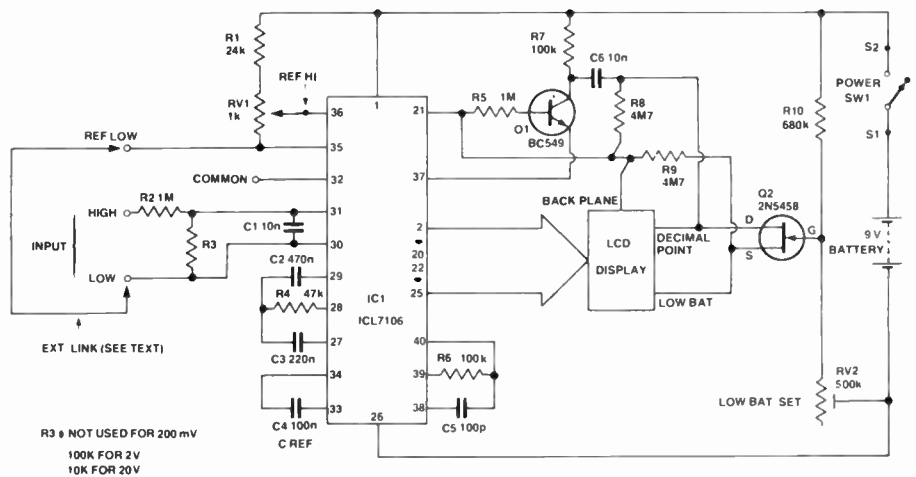 R1
24k
R7
100k
C6 10n
S2
REF HI
POWER
SW1
RV1
1k
36
1
21
R5 1M
R8
4M7
R10
680k
S1
REF LOW
35
Q1
BC549
COMMON
32
37
R9
4M7
Q2
2N5458
HIGH
R2 1M
31
BACK PLANE
C1 10n
2
D
G
9V
BATTERY
INPUT
R3
30
LCD
DISPLAY
DECIMAL
POINT
S
20
22
C2 470n
LOW
29
R4 47k
28
IC1
ICL7106
25
LOW BAT
EXT LINK (SEE TEXT)
C3 220n
27
40
R6 100k
39
34
RV2
500k
33
26
38
LOW BAT SET
C4 100n
C REF
C5 100p
R3 NOT USED FOR 200 mV
100K FOR 2V
10K FOR 20V